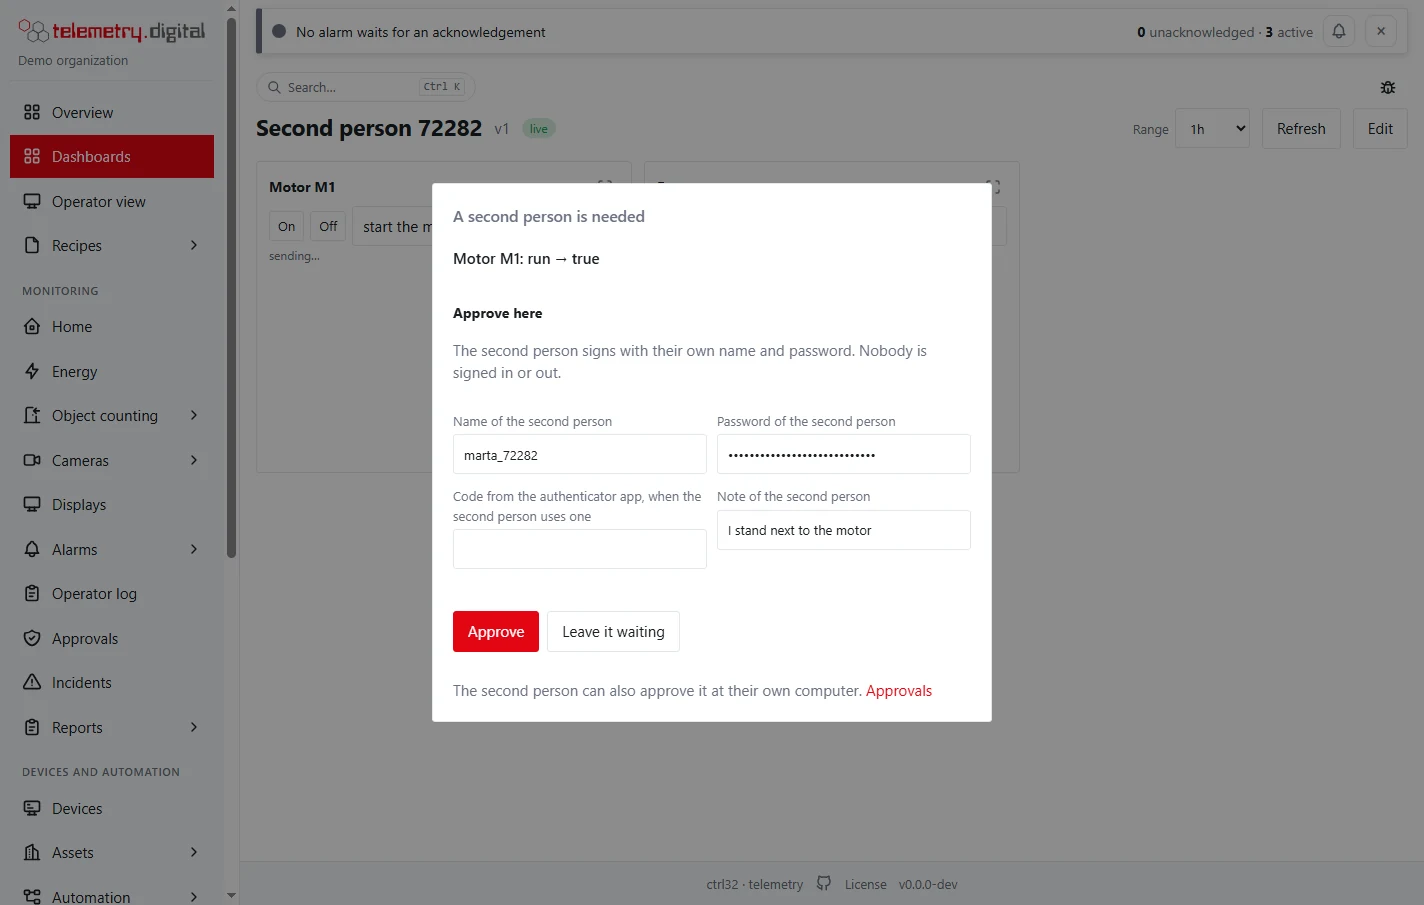 telemetry.digital
Demo organization
Overview
Dashboards
Operator view
Recipes
MONITORING
Home
Energy
Object counting
Cameras
Displays
Alarms
Operator log
Approvals
Incidents
Reports
DEVICES AND AUTOMATION
Devices
Assets
Automation
No alarm waits for an acknowledgement
0 unacknowledged · 3 active
Search... Ctrl K
Second person 72282 v1 live
Range 1h Refresh Edit
Motor M1
On Off start the m
sending...
A second person is needed
Motor M1: run → true
Approve here
The second person signs with their own name and password. Nobody is
signed in or out.
Name of the second person
marta_72282
Password of the second person
••••••••••••••••••••••••••••
Code from the authenticator app, when the
second person uses one
Note of the second person
I stand next to the motor
Approve Leave it waiting
The second person can also approve it at their own computer. Approvals
ctrl32 · telemetry License v0.0.0-dev